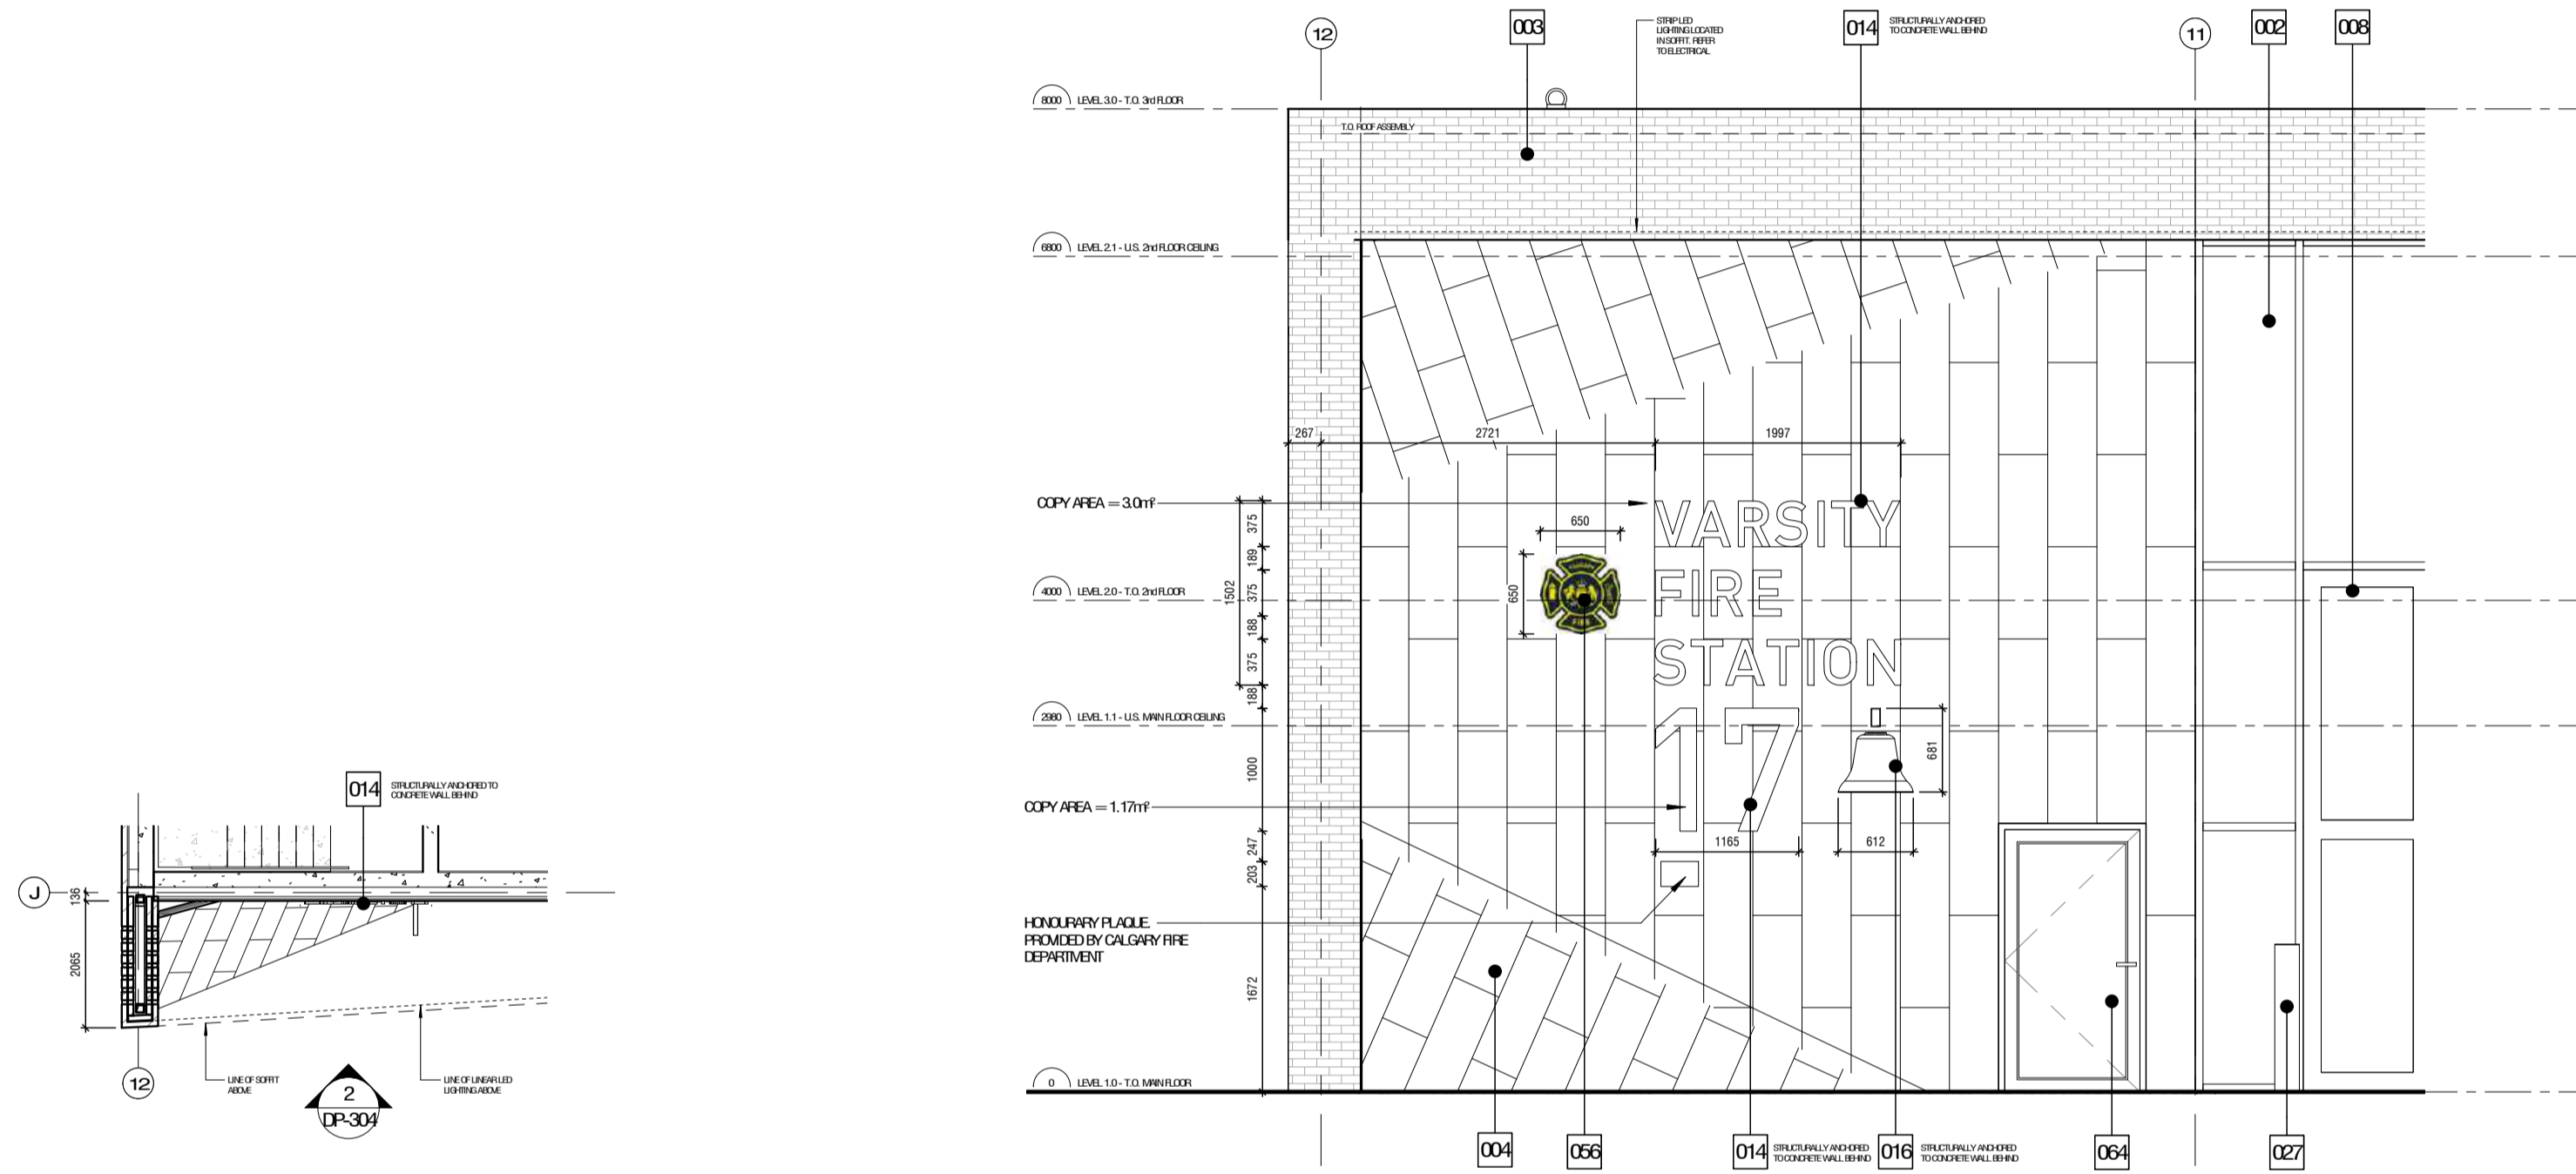 014
STRUCTURALLY ANCHORED TO
CONCRETE WALL BEHIND
J
136
2065
12
LINE OF SOFFIT
ABOVE
2
DP-304
LINE OF LINEAR LED
LIGHTING ABOVE
12
003
STRIP LED
LIGHTING LOCATED
IN SOFFIT. REFER
TO ELECTRICAL
014
STRUCTURALLY ANCHORED
TO CONCRETE WALL BEHIND
11
002
008
8000 LEVEL 3.0 - T.O. 3rd FLOOR
T.O. ROOF ASSEMBLY
6800 LEVEL 2.1 - U.S. 2nd FLOOR CEILING
267
2721
1997
COPY AREA = 3.0m²
375
189
375
188
375
188
1502
650
650
VARSITY
FIRE
STATION
17
FIRE
4000 LEVEL 2.0 - T.O. 2nd FLOOR
2980 LEVEL 1.1 - U.S. MAIN FLOOR CEILING
1000
681
COPY AREA = 1.17m²
1165
612
247
203
HONOURARY PLAQUE.
PROVIDED BY CALGARY FIRE
DEPARTMENT
1672
0 LEVEL 1.0 - T.O. MAIN FLOOR
004
056
014
STRUCTURALLY ANCHORED
TO CONCRETE WALL BEHIND
016
STRUCTURALLY ANCHORED
TO CONCRETE WALL BEHIND
064
027